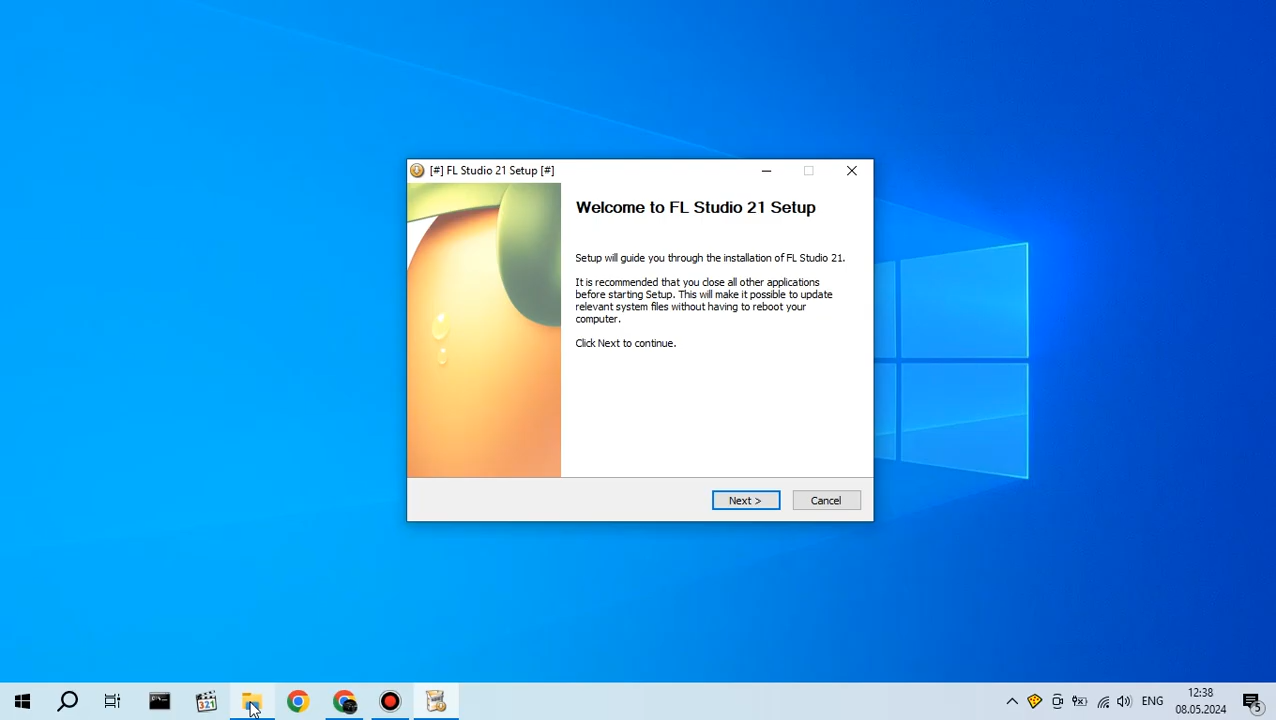 [#] FL Studio 21 Setup [#]
Welcome to FL Studio 21 Setup
Setup will guide you through the installation of FL Studio 21.
It is recommended that you close all other applications
before starting Setup. This will make it possible to update
relevant system files without having to reboot your
computer.
Click Next to continue.
Next >
Cancel
321
ENG
12:38
08.05.2024
5